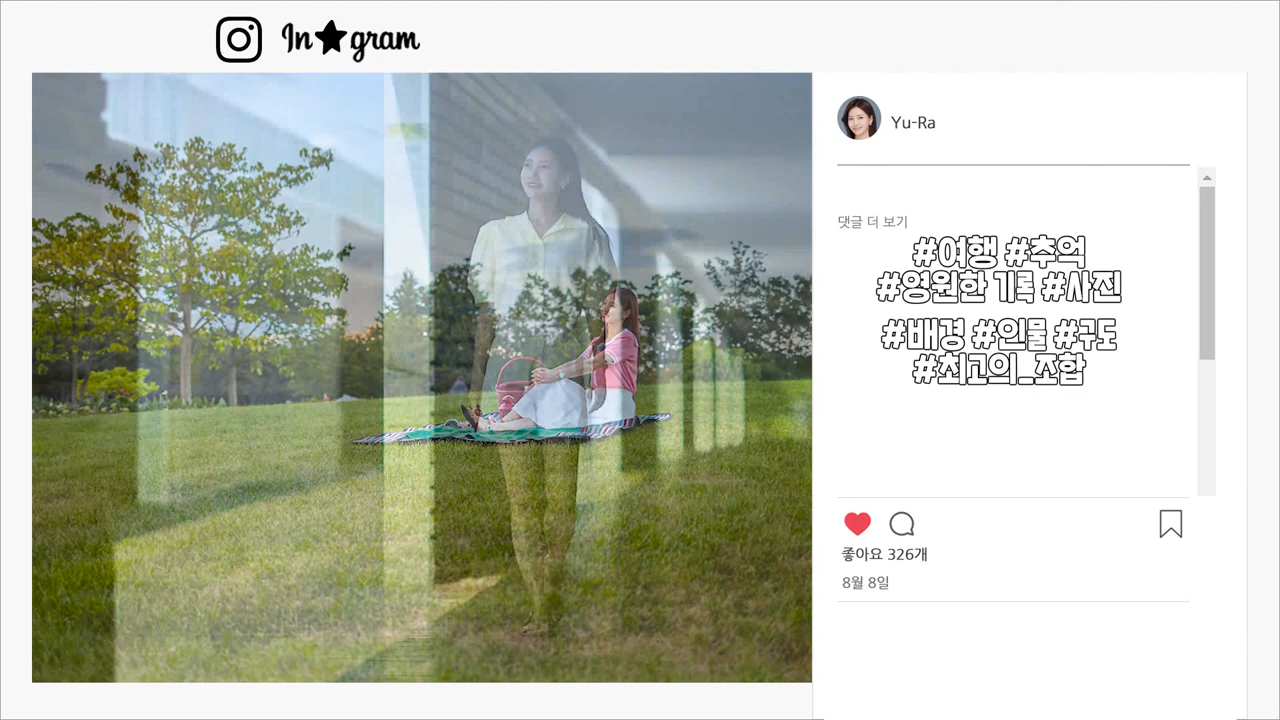 In★gram
Yu-Ra
댓글 더 보기
#여행 #추억
#영원한 기록 #사진
#배경 #인물 #구도
#최고의_조합
좋아요 326개
8월 8일